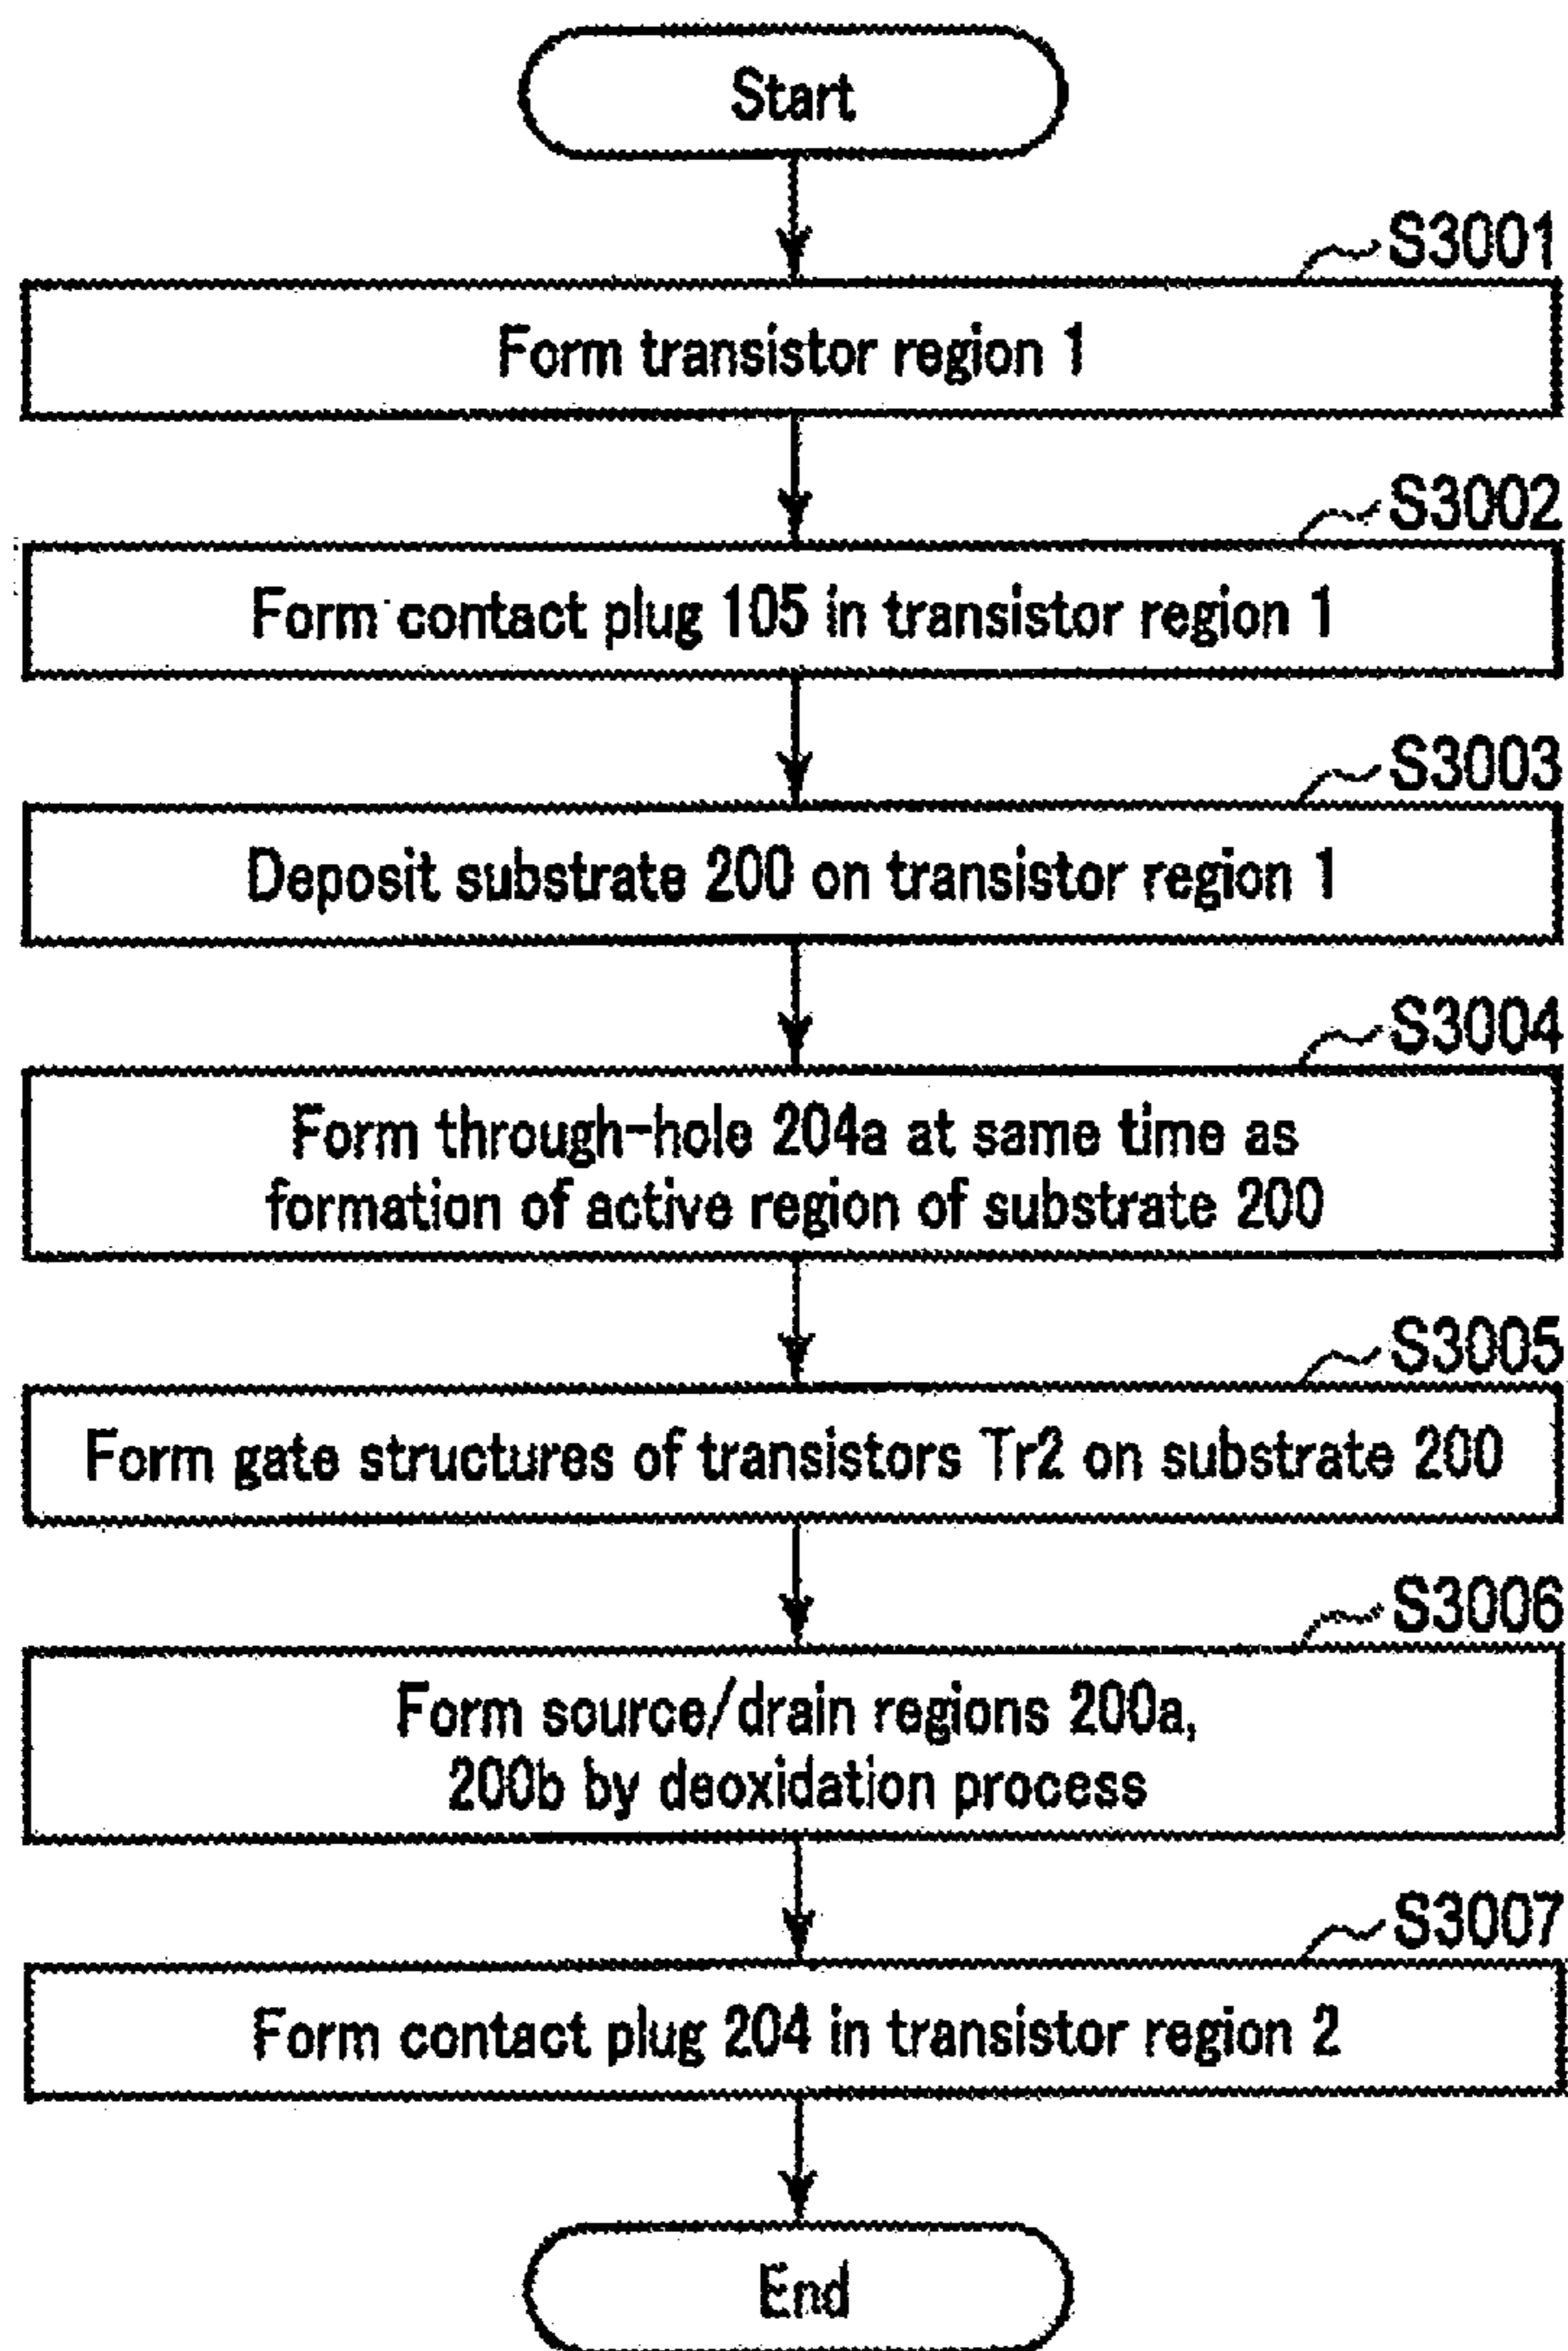 Start
S3001
Form transistor region 1
S3002
Form contact plug 105 in transistor region 1
S3003
Deposit substrate 200 on transistor region 1
S3004
Form through-hole 204a at same time as
formation of active region of substrate 200
S3005
Form gate structures of transistors Tr2 on substrate 200
S3006
Form source/drain regions 200a,
200b by deoxidation process
S3007
Form contact plug 204 in transistor region 2
End